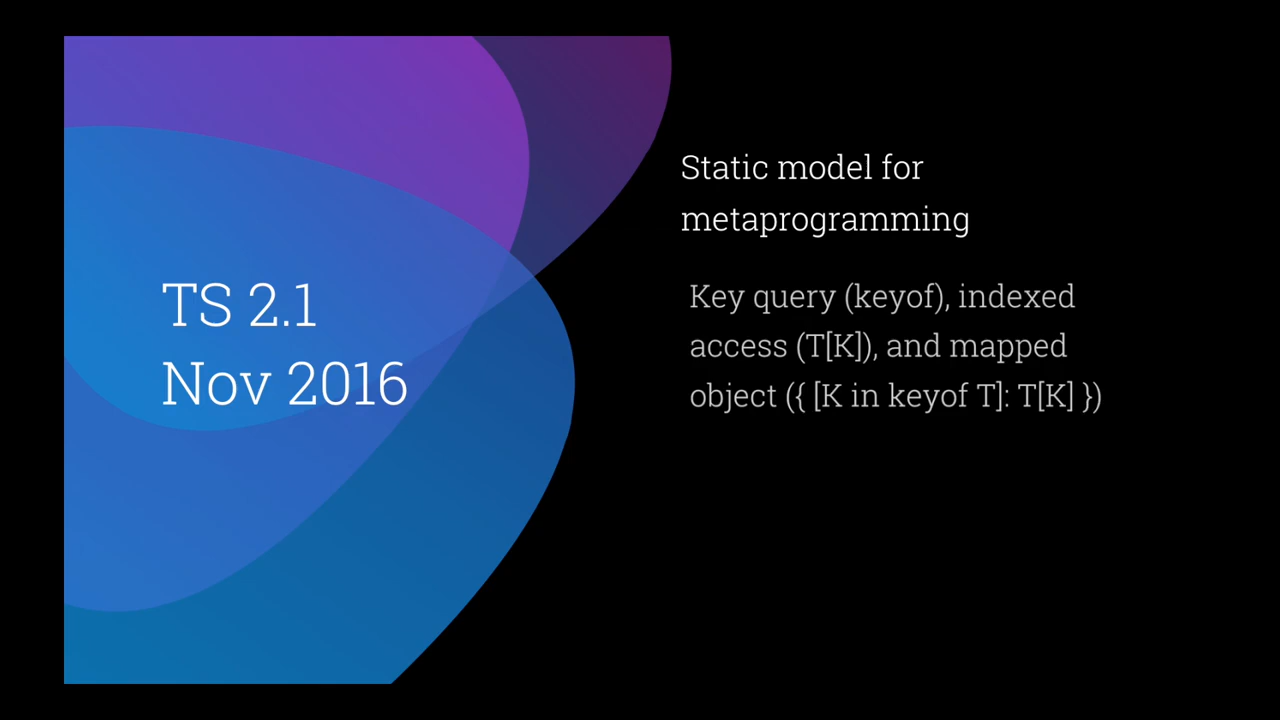 TS 2.1
Nov 2016
Static model for
metaprogramming
Key query (keyof), indexed
access (T[K]), and mapped
object ({ [K in keyof T]: T[K] })